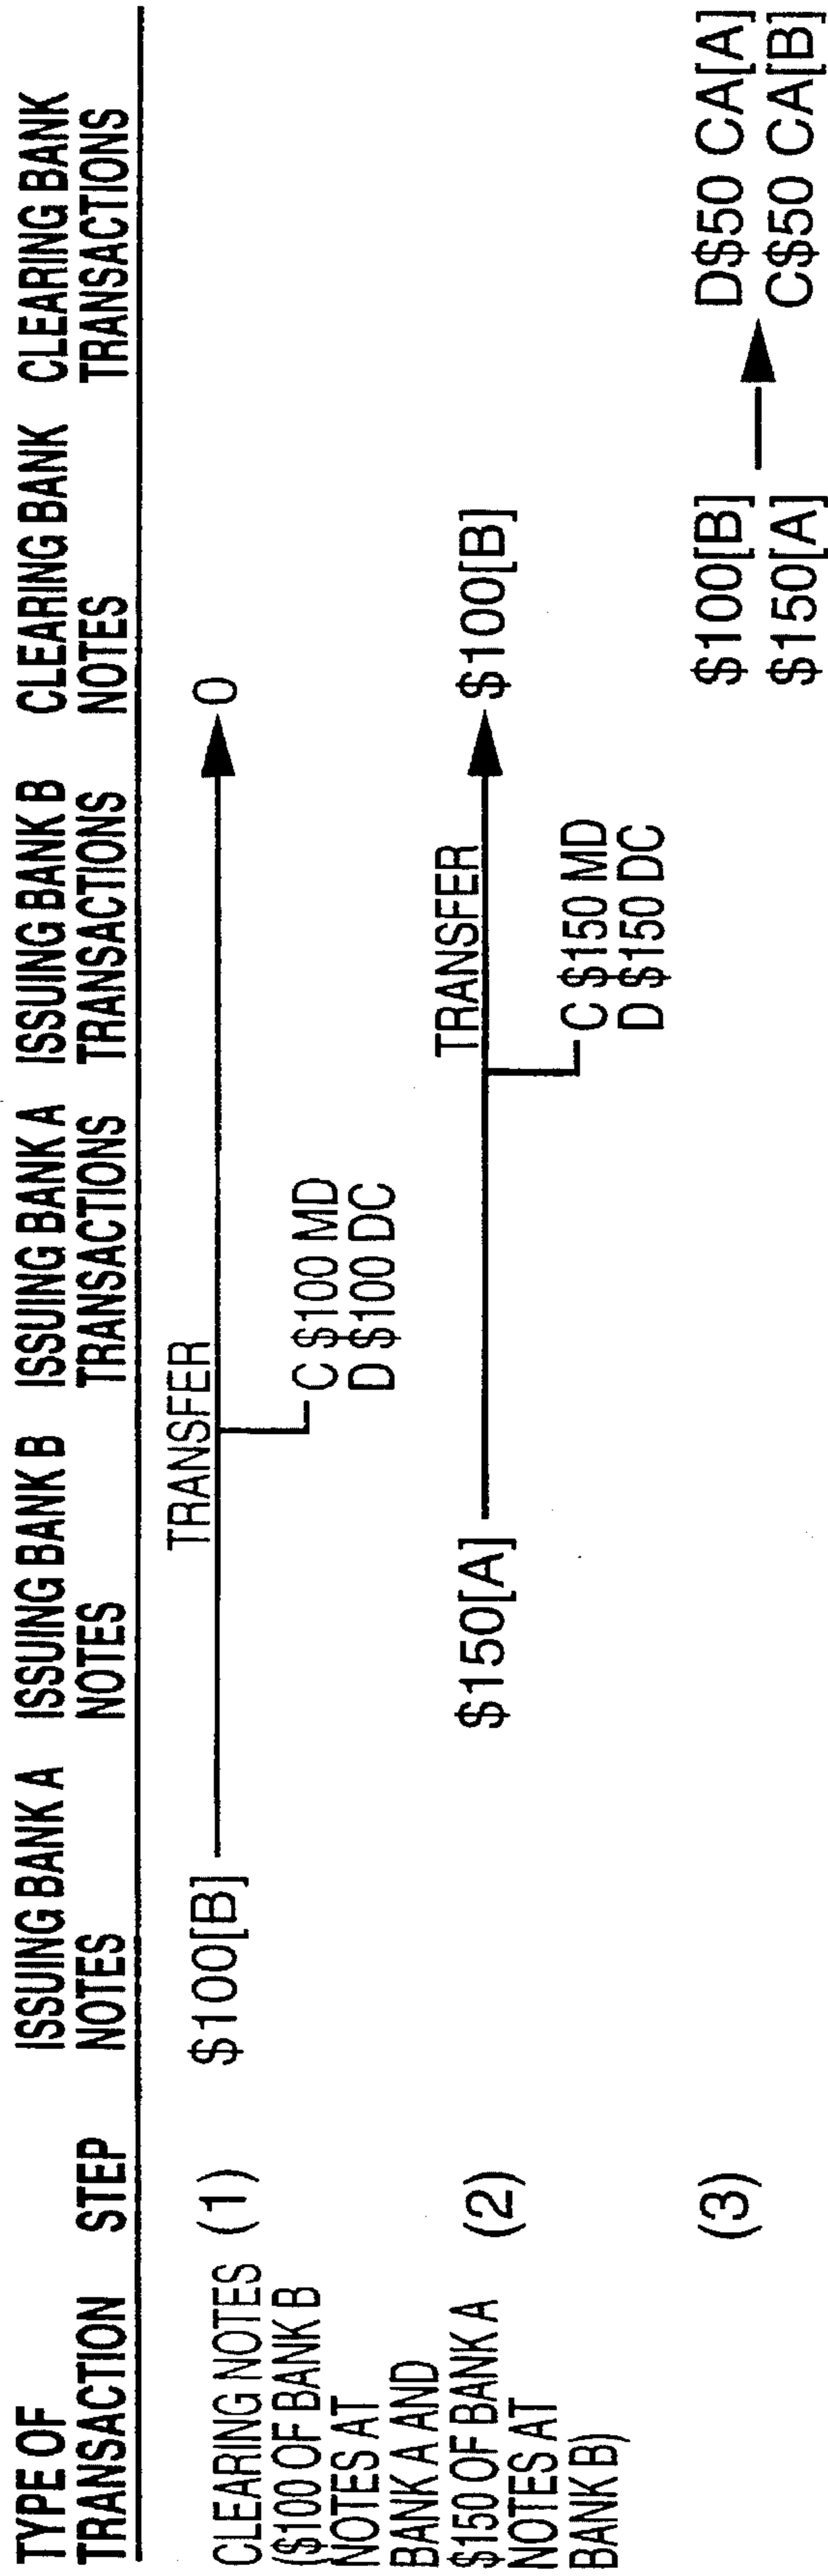 TYPE OF
TRANSACTION
STEP
ISSUING BANK A
NOTES
ISSUING BANK B
NOTES
ISSUING BANK A
TRANSACTIONS
ISSUING BANK B
TRANSACTIONS
CLEARING BANK
NOTES
CLEARING BANK
TRANSACTIONS
CLEARING NOTES
($100 OF BANK B
NOTES AT
BANK A AND
$150 OF BANK A
NOTES AT
BANK B)
(1)
$100[B]
TRANSFER
C $100 MD
D $100 DC
0
(2)
$150[A]
TRANSFER
C $150 MD
D $150 DC
$100[B]
(3)
$100[B]
$150[A]
D$50 CA[A]
C$50 CA[B]